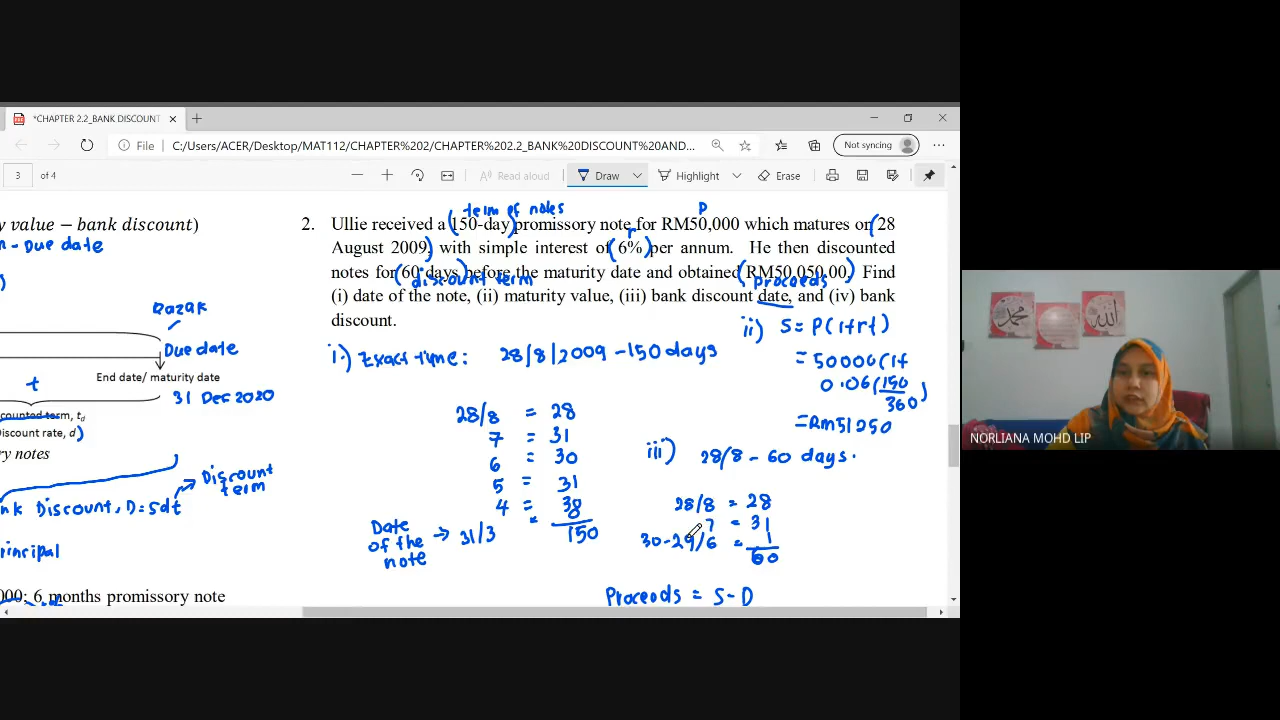 *CHAPTER 2.2_BANK DISCOUNT
File C:/Users/ACER/Desktop/MAT112/CHAPTER%202/CHAPTER%202.2_BANK%20DISCOUNT%20AND... Not syncing
3 of 4 Read aloud Draw Highlight Erase
y value – bank discount)
- Due date
Razak
Due date
t
End date/ maturity date
31 Dec 2020
counted term, t_d
Discount rate, d)
ry notes
Discount term
nk Discount, D = Sdt
rincipal
000; 6 months promissory note
term of notes P
2. Ullie received a (150-day) promissory note for RM50,000 which matures on (28
r
August 2009) with simple interest of (6%) per annum. He then discounted
notes for (60 days) before the maturity date and obtained (RM50,050.00) Find
discount term proceeds
(i) date of the note, (ii) maturity value, (iii) bank discount date, and (iv) bank
discount.
i.) Exact time: 28/8/2009 - 150 days
28/8 = 28
7 = 31
6 = 30
5 = 31
4 = 38
31/3 150
Date of the note → 31/3
ii) S = P(1+rt)
= 50000(1+
0.06(150/360)
= RM51250
iii) 28/8 - 60 days.
28/8 = 28
7 = 31
30-29/6 = 1
60
Proceeds = S - D
NORLIANA MOHD LIP